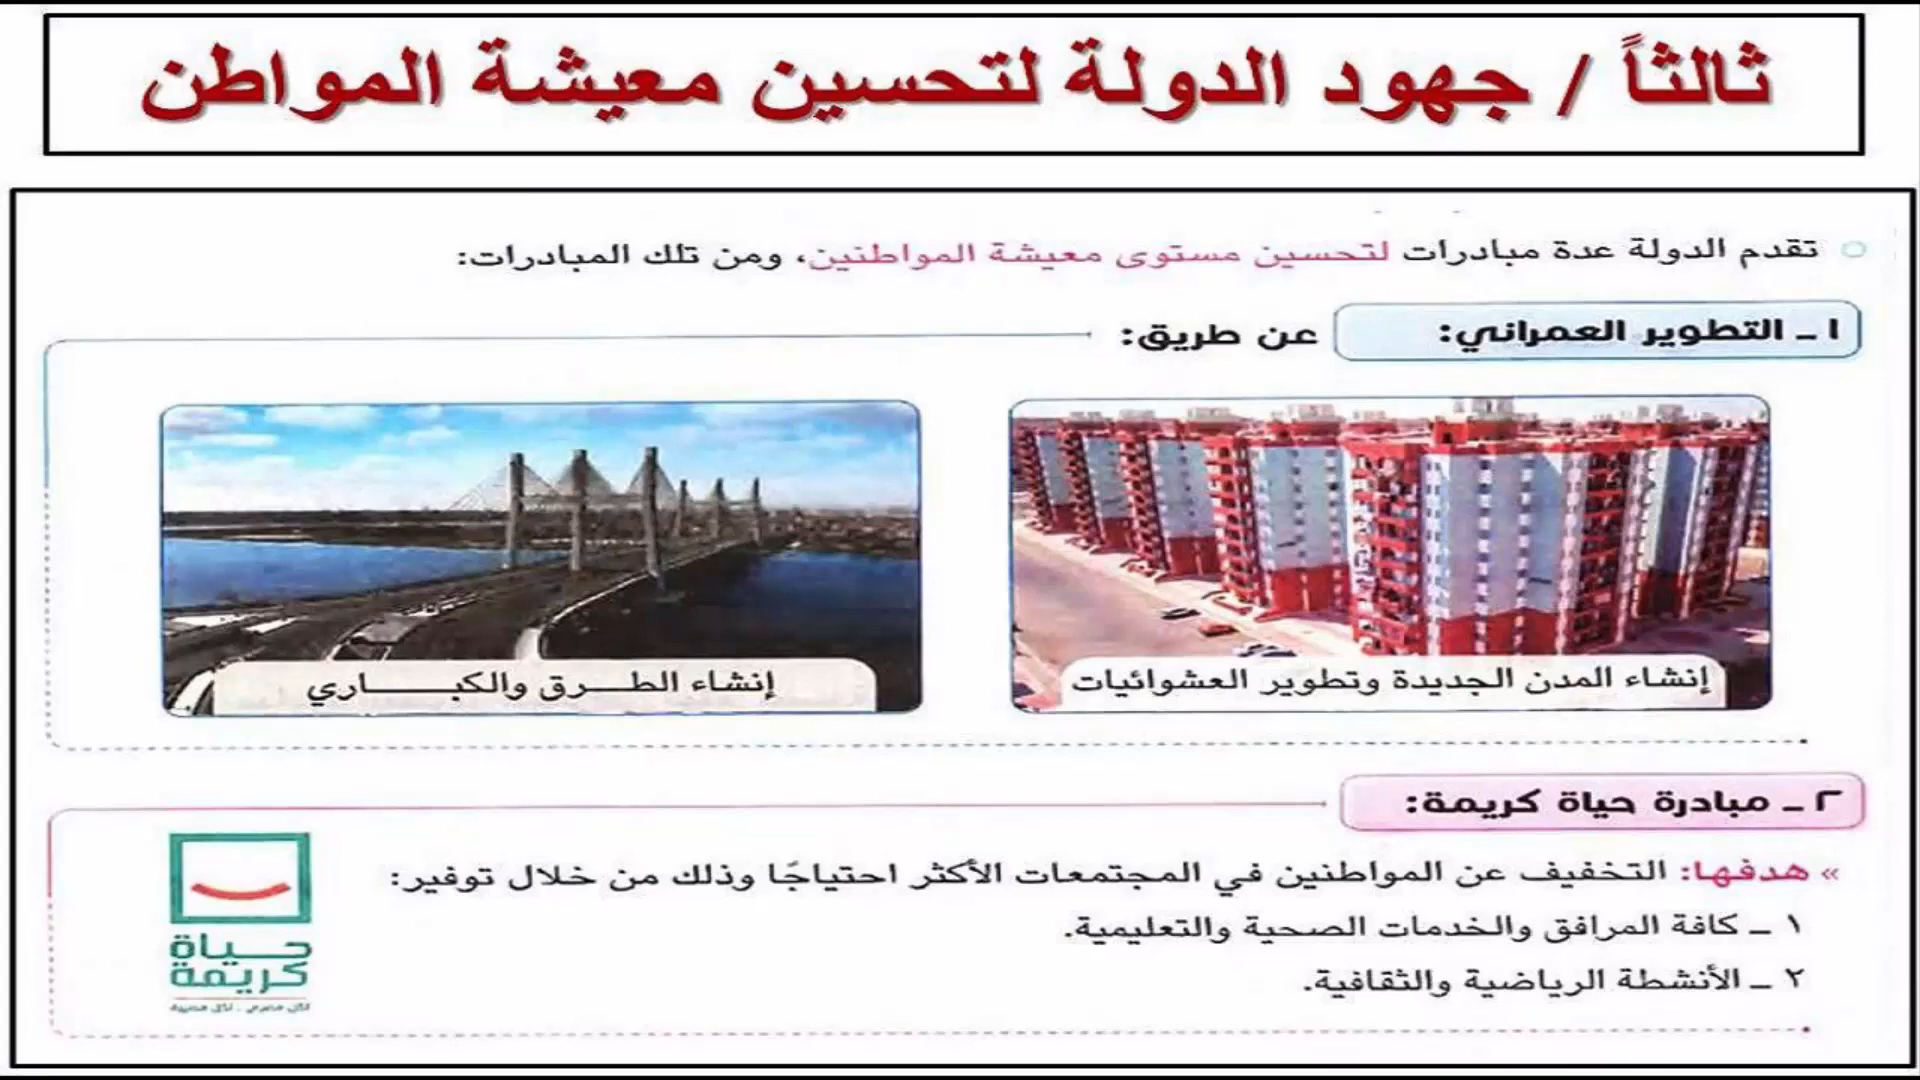 ثالثاً / جهود الدولة لتحسين معيشة المواطن
تقدم الدولة عدة مبادرات لتحسين مستوى معيشة المواطنين، ومن تلك المبادرات:
١ ـ التطوير العمراني: عن طريق:
إنشاء المدن الجديدة وتطوير العشوائيات
إنشاء الطـــرق والكبــــــاري
٢ ـ مبادرة حياة كريمة:
» هدفها: التخفيف عن المواطنين في المجتمعات الأكثر احتياجًا وذلك من خلال توفير:
١ ـ كافة المرافق والخدمات الصحية والتعليمية.
٢ ـ الأنشطة الرياضية والثقافية.
حياة
كريمة